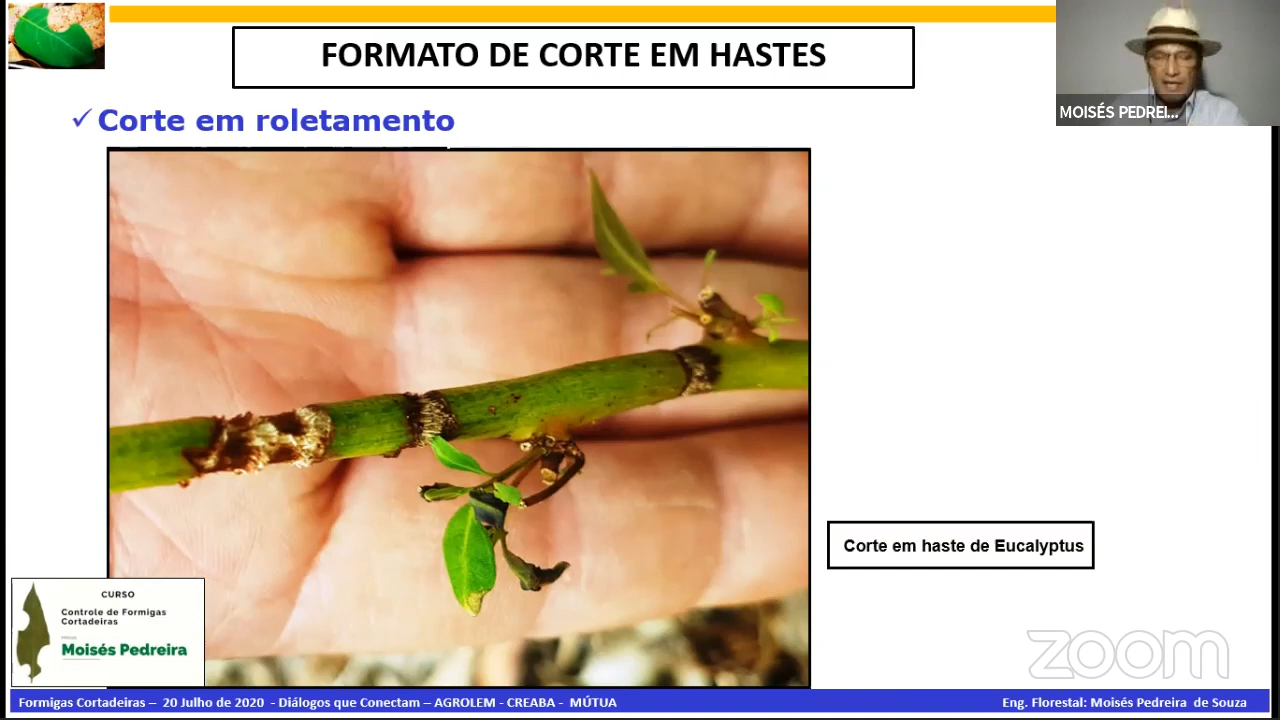 FORMATO DE CORTE EM HASTES
MOISÉS PEDREI...
✓ Corte em roletamento
Corte em haste de Eucalyptus
CURSO
Controle de Formigas
Cortadeiras
Moisés Pedreira
zoom
Formigas Cortadeiras – 20 Julho de 2020 - Diálogos que Conectam – AGROLEM - CREABA - MÚTUA
Eng. Florestal: Moisés Pedreira de Souza